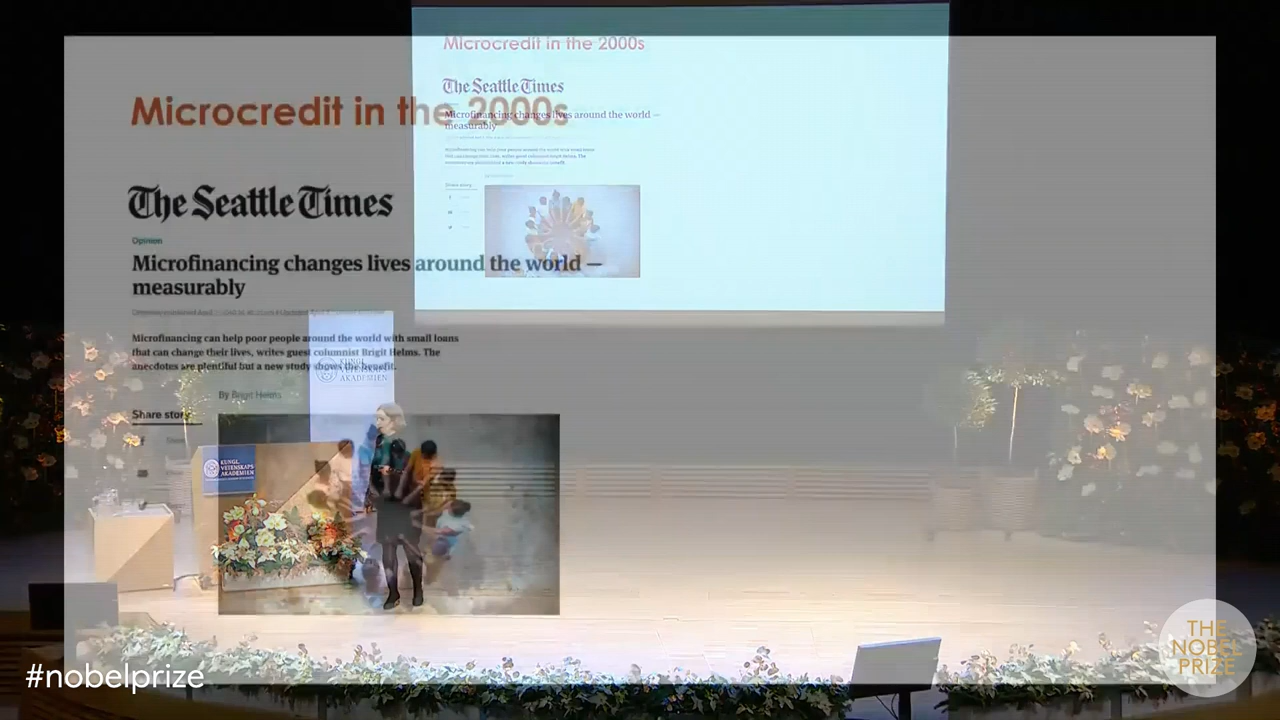 Microcredit in the 2000s
The Seattle Times
Opinion
Microfinancing changes lives around the world —
measurably
Microfinancing can help poor people around the world with small loans
that can change their lives, writes guest columnist Brigit Helms. The
anecdotes are plentiful but a new study shows the benefit.
By Brigit Helms
Share story
Microcredit in the 2000s
The Seattle Times
Microfinancing changes lives around the world —
measurably
KUNGL.
VETENSKAPS-
AKADEMIEN
KUNGL.
VETENSKAPS-
AKADEMIEN
#nobelprize
THE
NOBEL
PRIZE